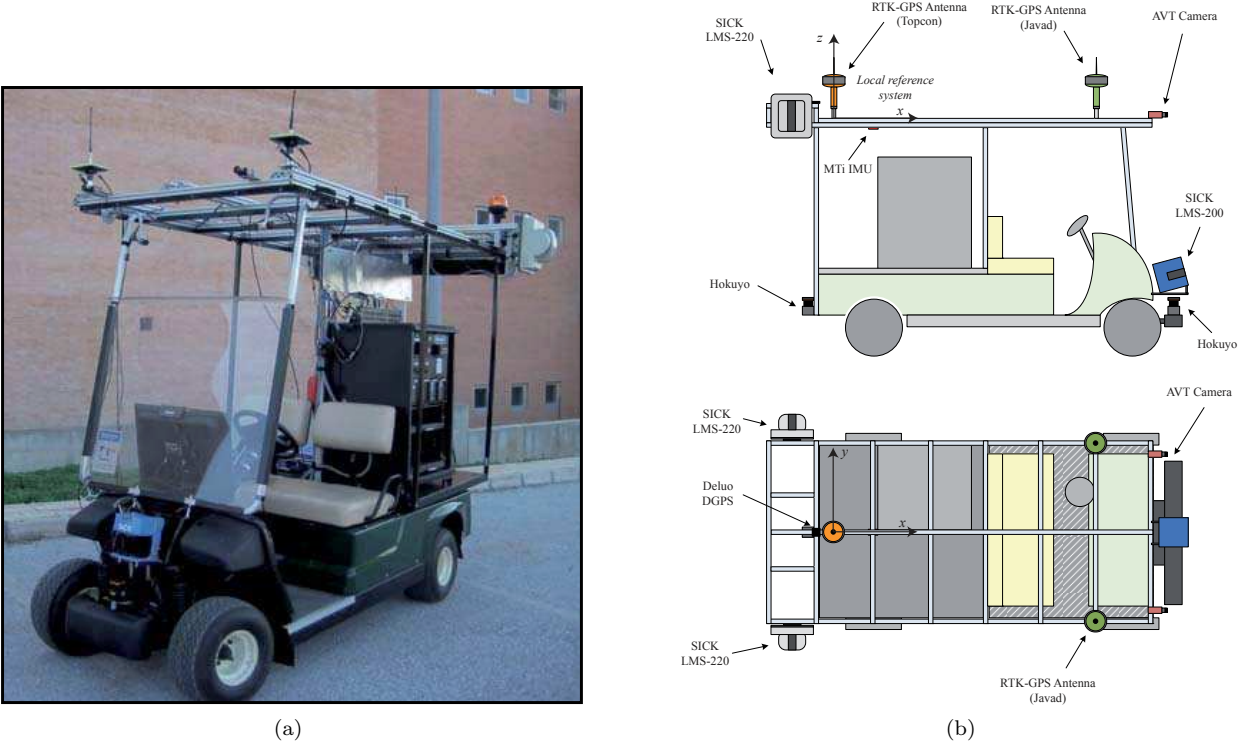 RTK-GPS Antenna
(Topcon)
RTK-GPS Antenna
(Javad)
AVT Camera
SICK
LMS-220
z
Local reference
system
x
MTi IMU
SICK
LMS-200
Hokuyo
Hokuyo
AVT Camera
SICK
LMS-220
y
Deluo
DGPS
x
SICK
LMS-220
RTK-GPS Antenna
(Javad)
(a)
(b)